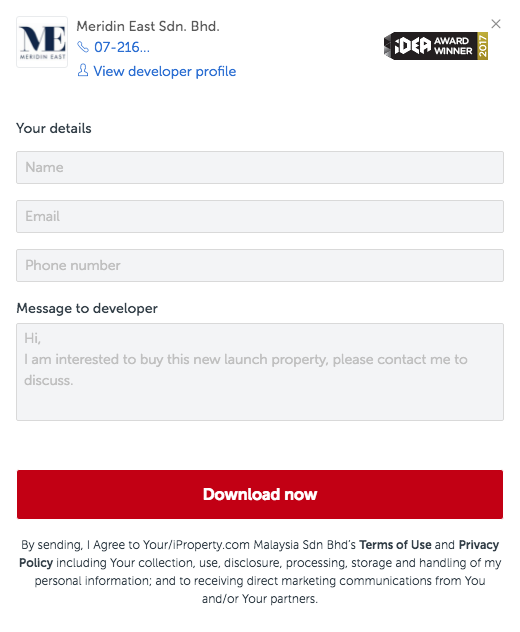 ME
MERIDIN EAST
Meridin East Sdn. Bhd.
07-216...
View developer profile
iDEA AWARD WINNER 2017
Your details
Name
Email
Phone number
Message to developer
Hi,
I am interested to buy this new launch property, please contact me to
discuss.
Download now
By sending, I Agree to Your/iProperty.com Malaysia Sdn Bhd's Terms of Use and Privacy
Policy including Your collection, use, disclosure, processing, storage and handling of my
personal information; and to receiving direct marketing communications from You
and/or Your partners.